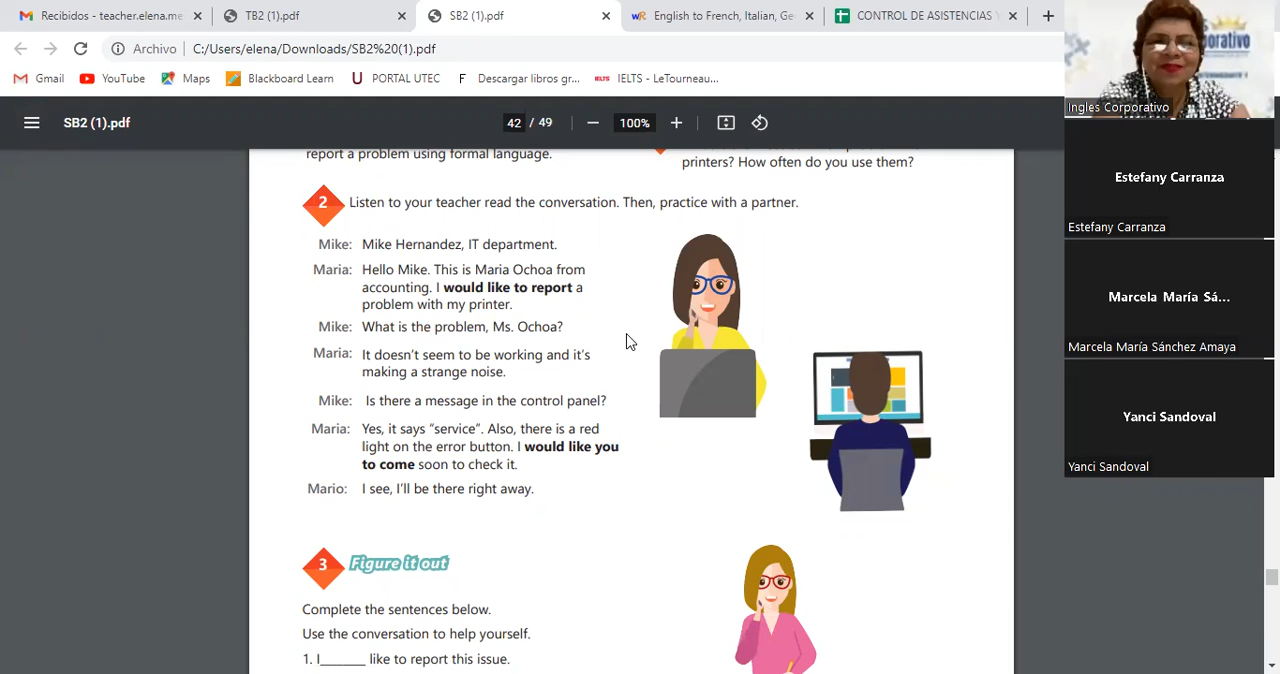 Recibidos - teacher.elena.me
TB2 (1).pdf
SB2 (1).pdf
English to French, Italian, Ge
CONTROL DE ASISTENCIAS Y
Archivo
C:/Users/elena/Downloads/SB2%20(1).pdf
Gmail
YouTube
Maps
Blackboard Learn
PORTAL UTEC
Descargar libros gr...
IELTS - LeTourneau...
SB2 (1).pdf
42 / 49
100%
report a problem using formal language.
printers? How often do you use them?
2 Listen to your teacher read the conversation. Then, practice with a partner.
Mike: Mike Hernandez, IT department.
Maria: Hello Mike. This is Maria Ochoa from
accounting. I would like to report a
problem with my printer.
Mike: What is the problem, Ms. Ochoa?
Maria: It doesn't seem to be working and it's
making a strange noise.
Mike: Is there a message in the control panel?
Maria: Yes, it says "service". Also, there is a red
light on the error button. I would like you
to come soon to check it.
Mario: I see, I'll be there right away.
3 Figure it out
Complete the sentences below.
Use the conversation to help yourself.
1. I______ like to report this issue.
Ingles Corporativo
Estefany Carranza
Estefany Carranza
Marcela María Sá...
Marcela María Sánchez Amaya
Yanci Sandoval
Yanci Sandoval